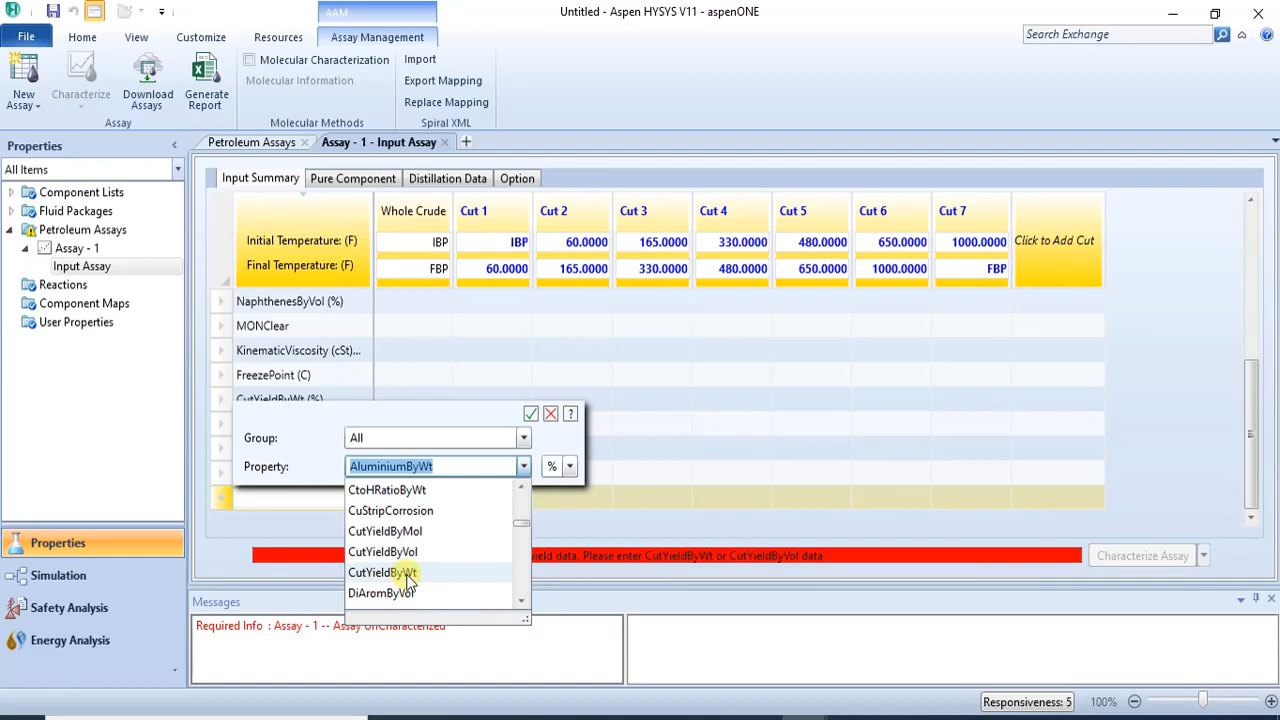 Untitled - Aspen HYSYS V11 - aspenONE
AAM
File
Home
View
Customize
Resources
Assay Management
Search Exchange
New Assay
Characterize
Download Assays
Generate Report
Assay
Molecular Characterization
Molecular Information
Molecular Methods
Import
Export Mapping
Replace Mapping
Spiral XML
Properties
All Items
Component Lists
Fluid Packages
Petroleum Assays
Assay - 1
Input Assay
Reactions
Component Maps
User Properties
Properties
Simulation
Safety Analysis
Energy Analysis
Petroleum Assays
Assay - 1 - Input Assay
Input Summary
Pure Component
Distillation Data
Option
Whole Crude Cut 1 Cut 2 Cut 3 Cut 4 Cut 5 Cut 6 Cut 7
Initial Temperature: (F) IBP IBP 60.0000 165.0000 330.0000 480.0000 650.0000 1000.0000 Click to Add Cut
Final Temperature: (F) FBP 60.0000 165.0000 330.0000 480.0000 650.0000 1000.0000 FBP
NaphthenesByVol (%)
MONClear
KinematicViscosity (cSt)...
FreezePoint (C)
CutYieldByWt (%)
Group: All
Property: AluminiumByWt %
CtoHRatioByWt
CuStripCorrosion
CutYieldByMol
CutYieldByVol
CutYieldByWt
DiAromByVol
yield data. Please enter CutYieldByWt or CutYieldByVol data
Characterize Assay
Messages
Required Info : Assay - 1 -- Assay UnCharacterized
Responsiveness: 5
100%